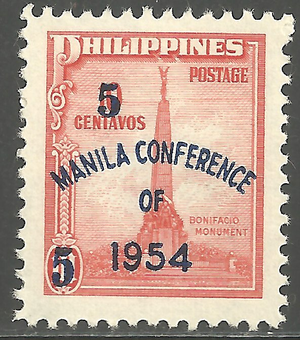 PHILIPPINES
POSTAGE
5
CENTAVOS
MANILA CONFERENCE
OF
1954
BONIFACIO
MONUMENT
5